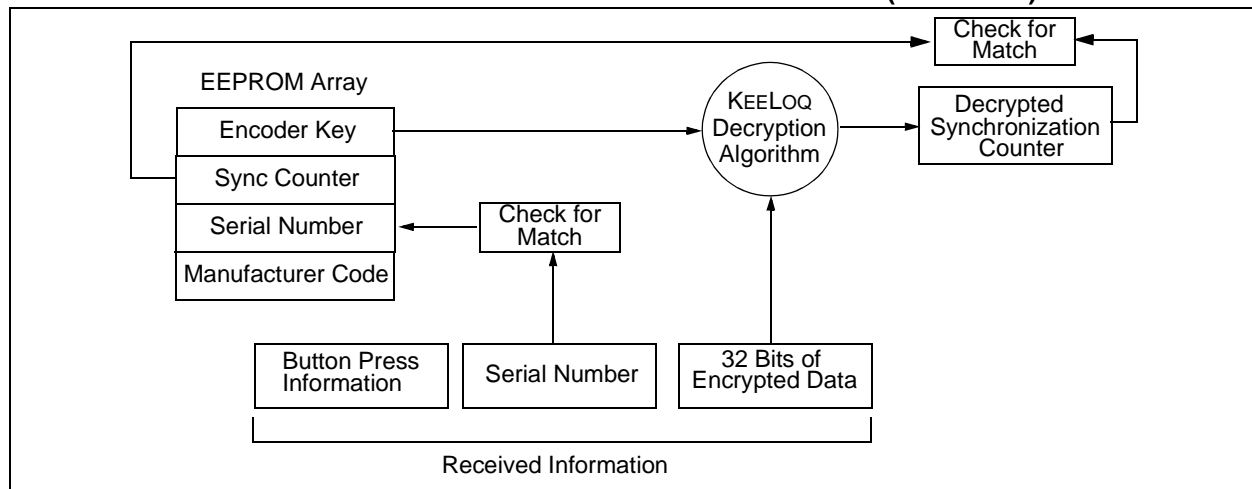 Check for
Match
EEPROM Array
KEELOQ
Decryption
Algorithm
Decrypted
Synchronization
Counter
Encoder Key
Sync Counter
Serial Number
Manufacturer Code
Check for
Match
Button Press
Information
Serial Number
32 Bits of
Encrypted Data
Received Information